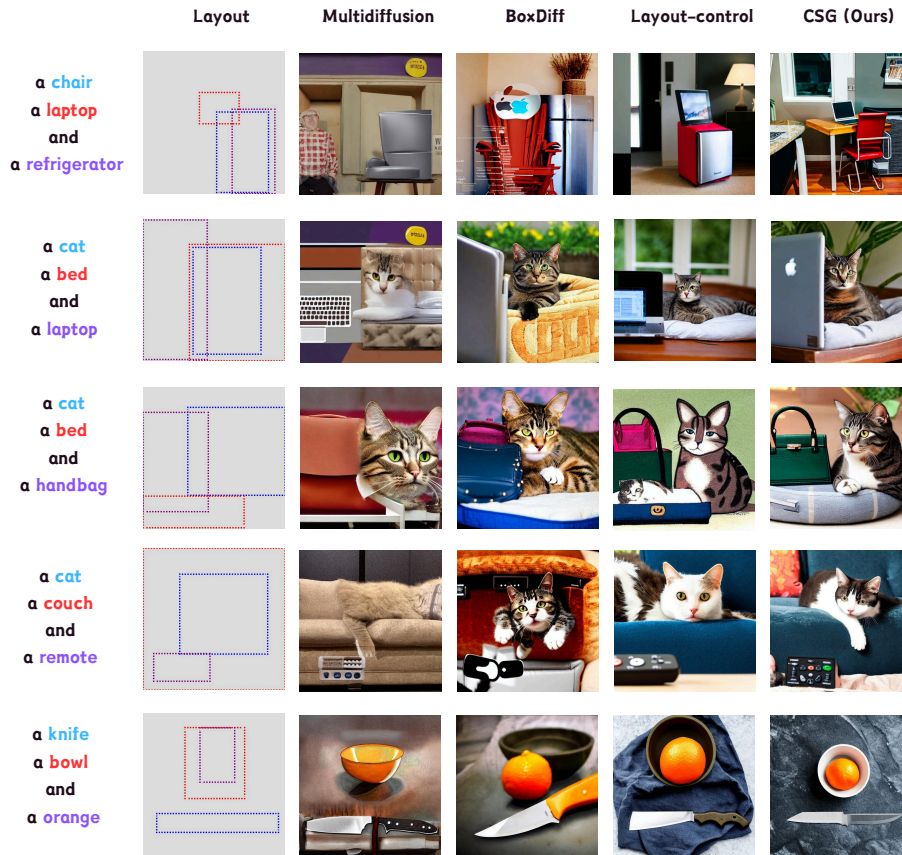 Layout
Multidiffusion
BoxDiff
Layout-control
CSG (Ours)
a chair
a laptop
and
a refrigerator
a cat
a bed
and
a laptop
a cat
a bed
and
a handbag
a cat
a couch
and
a remote
a knife
a bowl
and
a orange